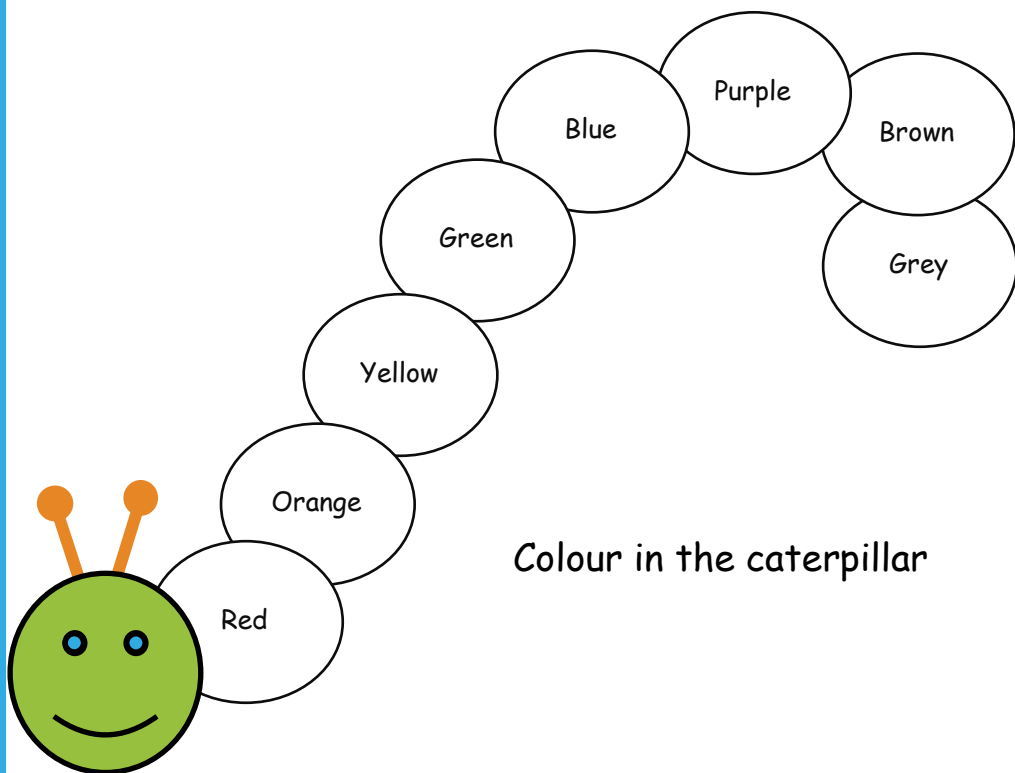 Purple
Blue
Brown
Green
Grey
Yellow
Orange
Colour in the caterpillar
Red